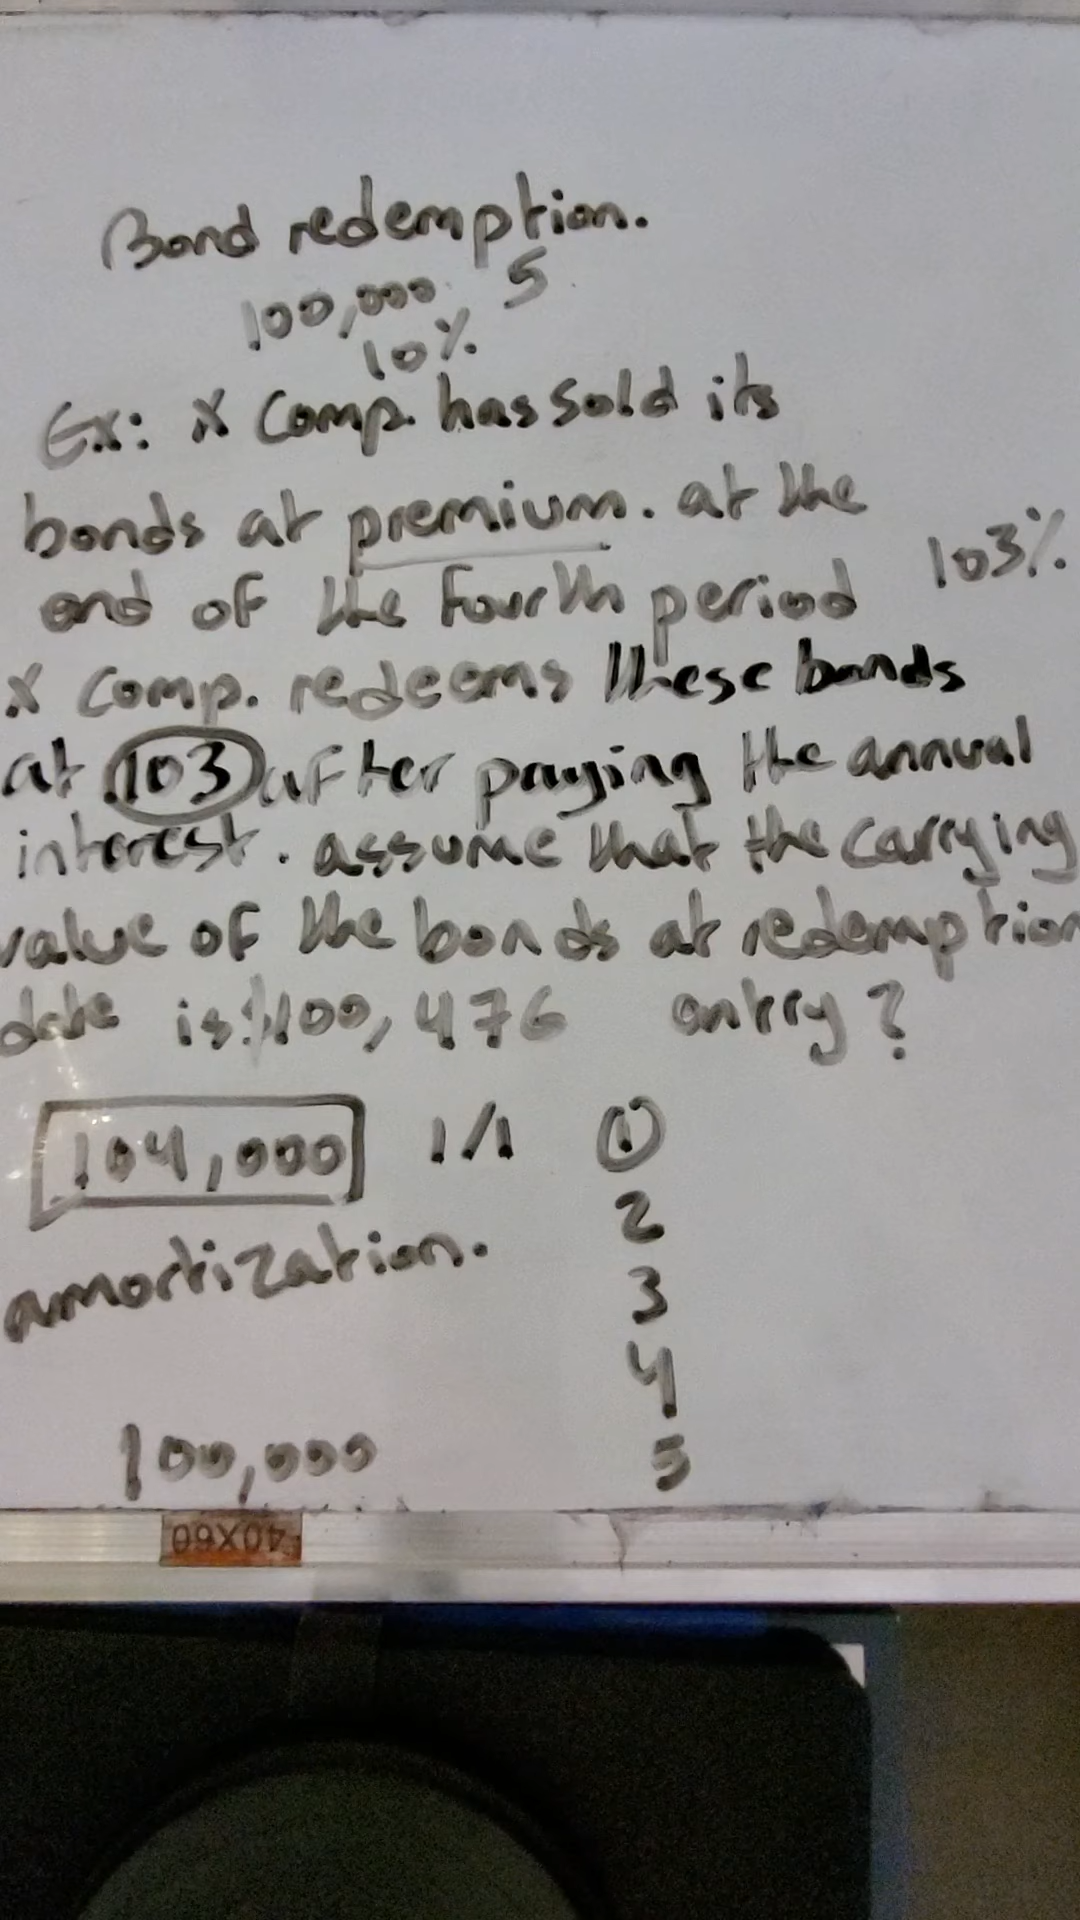 Bond redemption.
100,000 5
10%
Ex: X Comp. has sold its
bonds at premium. at the
end of the fourth period 103%
X Comp. redeems these bonds
at 103 after paying the annual
interest. assume that the carrying
value of the bonds at redemption
date is $100,476 entry?
104,000 1/1 1
2
amortization.
3
4
100,000 5
40X60